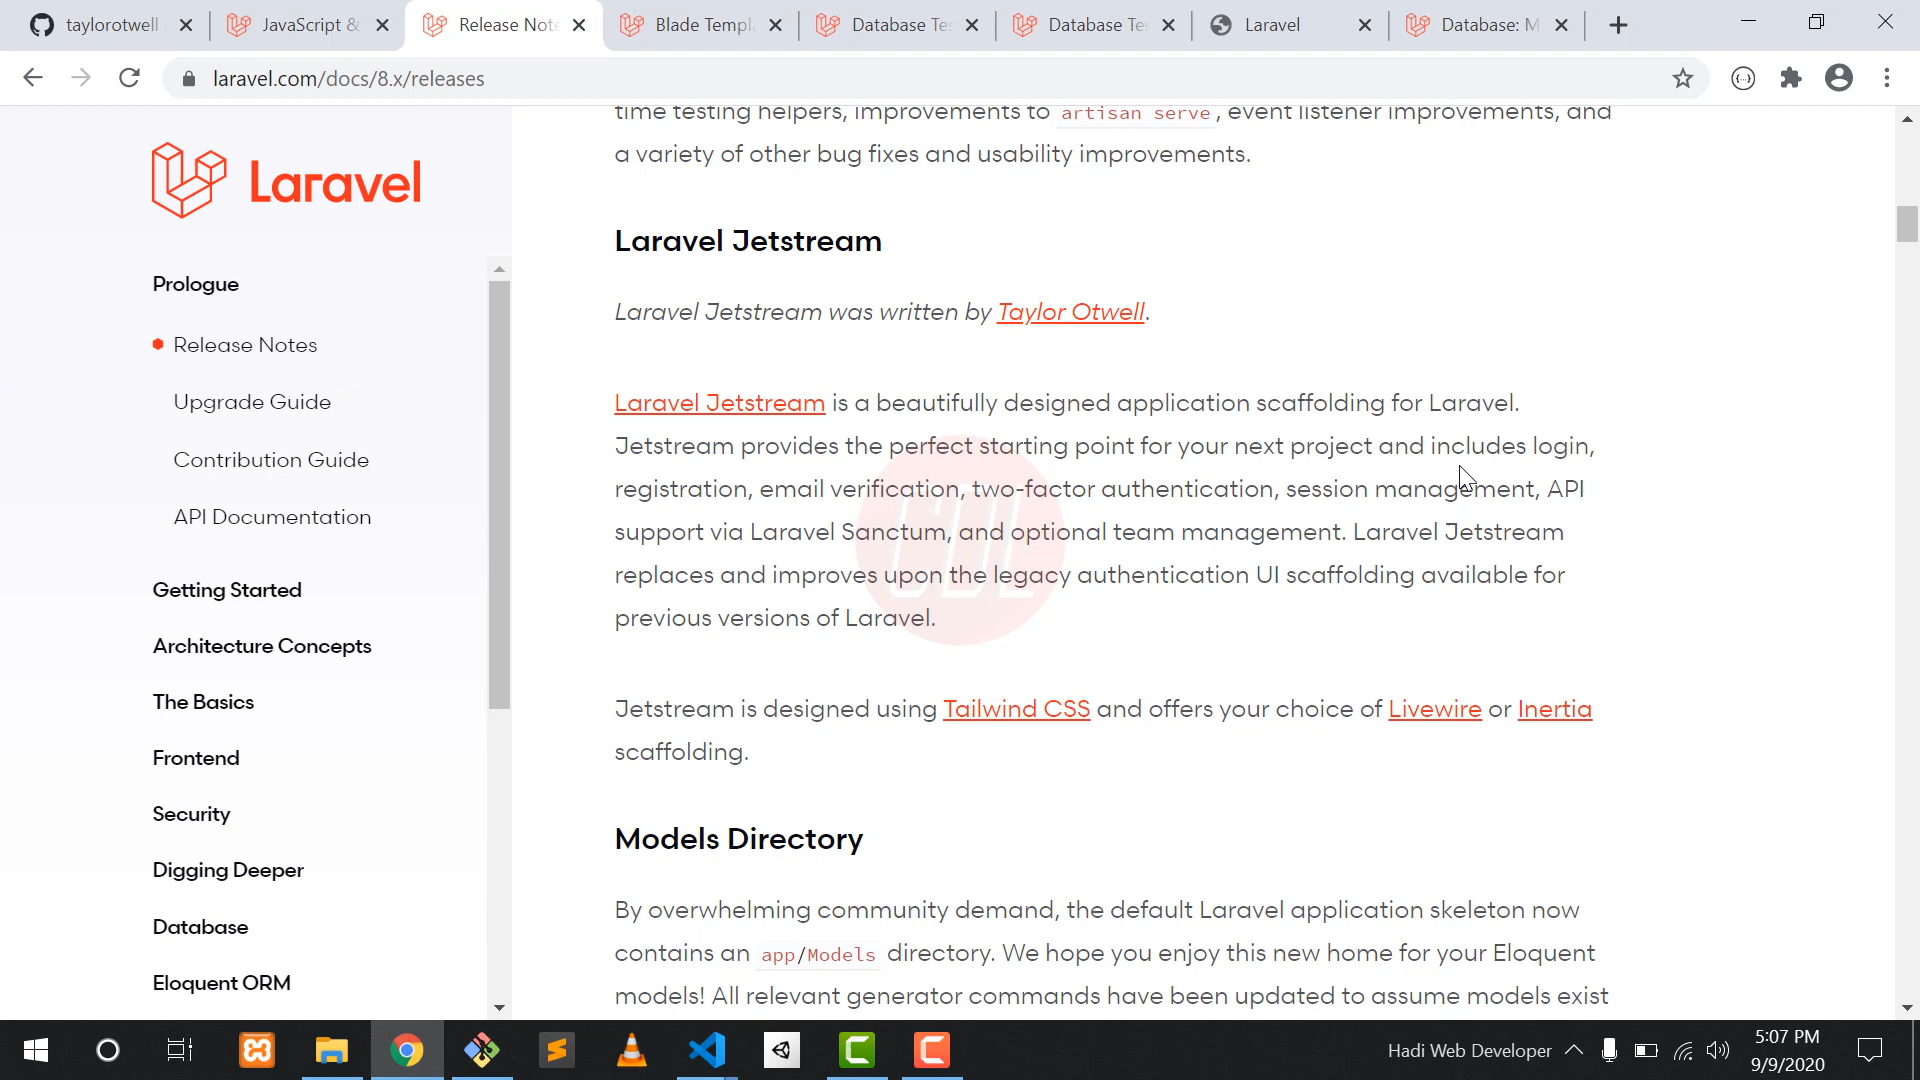 taylorotwell
JavaScript &
Release Note
Blade Templ
Database Te
Database Te
Laravel
Database: M
laravel.com/docs/8.x/releases
Laravel
Prologue
Release Notes
Upgrade Guide
Contribution Guide
API Documentation
Getting Started
Architecture Concepts
The Basics
Frontend
Security
Digging Deeper
Database
Eloquent ORM
time testing helpers, improvements to artisan serve, event listener improvements, and
a variety of other bug fixes and usability improvements.
Laravel Jetstream
Laravel Jetstream was written by Taylor Otwell.
Laravel Jetstream is a beautifully designed application scaffolding for Laravel.
Jetstream provides the perfect starting point for your next project and includes login,
registration, email verification, two-factor authentication, session management, API
support via Laravel Sanctum, and optional team management. Laravel Jetstream
replaces and improves upon the legacy authentication UI scaffolding available for
previous versions of Laravel.
CDL
Jetstream is designed using Tailwind CSS and offers your choice of Livewire or Inertia
scaffolding.
Models Directory
By overwhelming community demand, the default Laravel application skeleton now
contains an app/Models directory. We hope you enjoy this new home for your Eloquent
models! All relevant generator commands have been updated to assume models exist
Hadi Web Developer
5:07 PM
9/9/2020